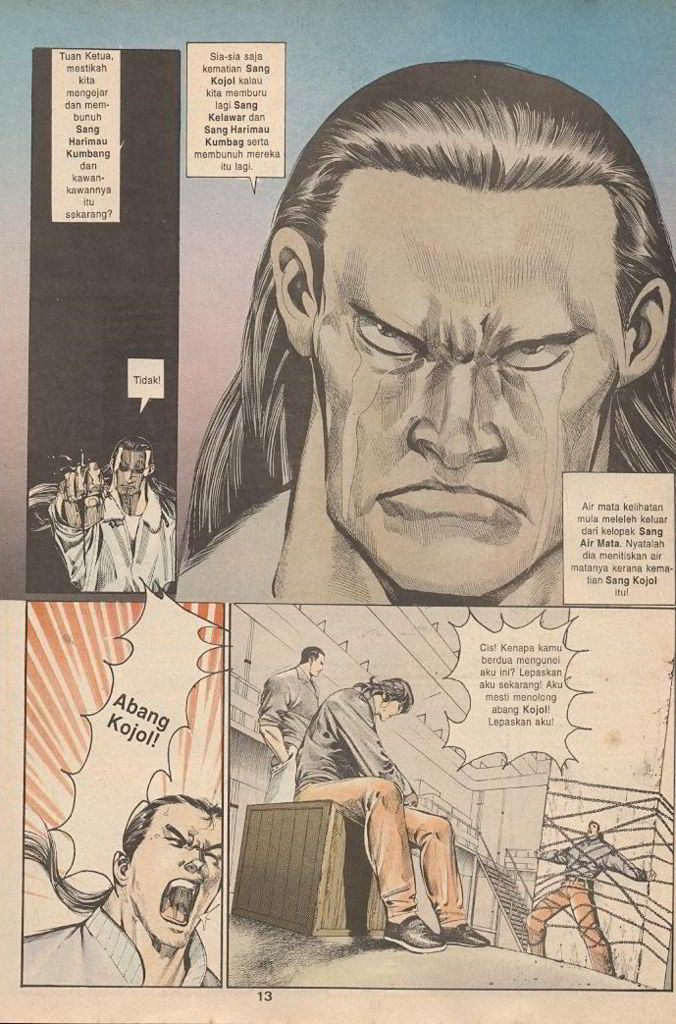 Tuan Ketua,
mestikah
kita
mengejar
dan mem-
bunuh
Sang
Harimau
Kumbang
dan
kawan-
kawannya
itu
sekarang?
Sia-sia saja
kematian Sang
Kojol kalau
kita memburu
lagi Sang
Kelawar dan
Sang Harimau
Kumbag serta
membunuh mereka
itu lagi.
Tidak!
Air mata kelihatan
mula meleleh keluar
dari kelopak Sang
Air Mata. Nyatalah
dia menitiskan air
matanya kerana kema-
tian Sang Kojol
itu!
Abang
Kojol!
Cis! Kenapa kamu
berdua mengunei
aku ini? Lepaskan
aku sekarang! Aku
mesti menolong
abang Kojol!
Lepaskan aku!
13